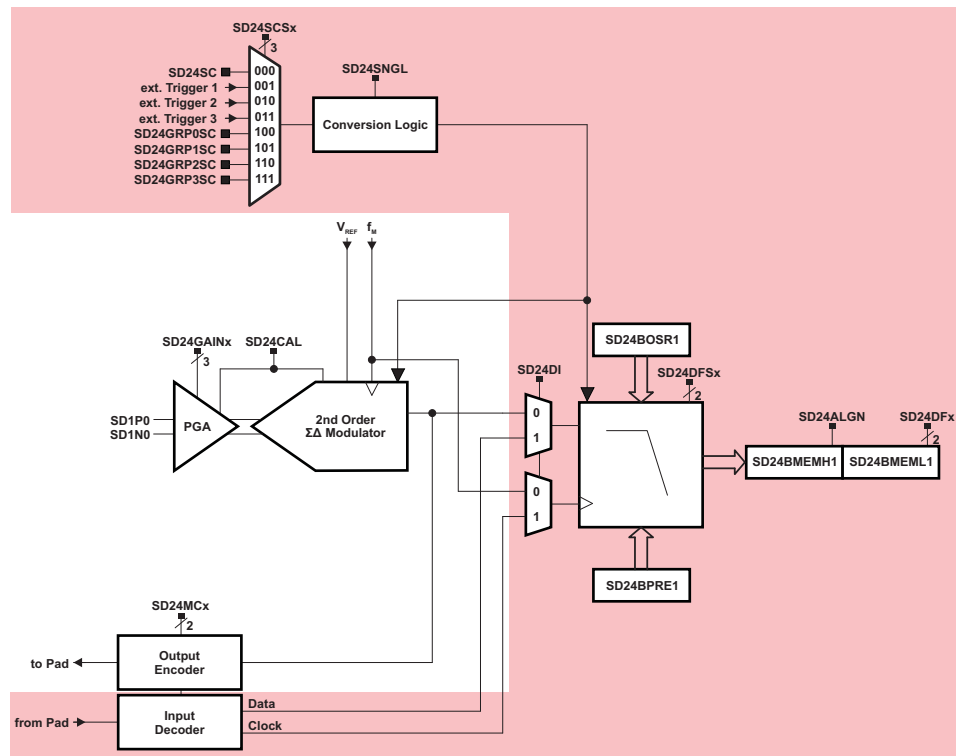 SD24SCSx
3
SD24SC
000
ext. Trigger 1
001
ext. Trigger 2
010
ext. Trigger 3
011
SD24GRP0SC
100
SD24GRP1SC
101
SD24GRP2SC
110
SD24GRP3SC
111
SD24SNGL
Conversion Logic
VREF
fM
SD24GAINx
3
SD24CAL
SD1P0
SD1N0
PGA
2nd Order
ΣΔ Modulator
SD24DI
0
1
0
1
SD24BOSR1
SD24DFSx
2
SD24BPRE1
SD24ALGN
SD24DFx
2
SD24BMEMH1
SD24BMEML1
SD24MCx
2
to Pad
Output
Encoder
from Pad
Input
Decoder
Data
Clock